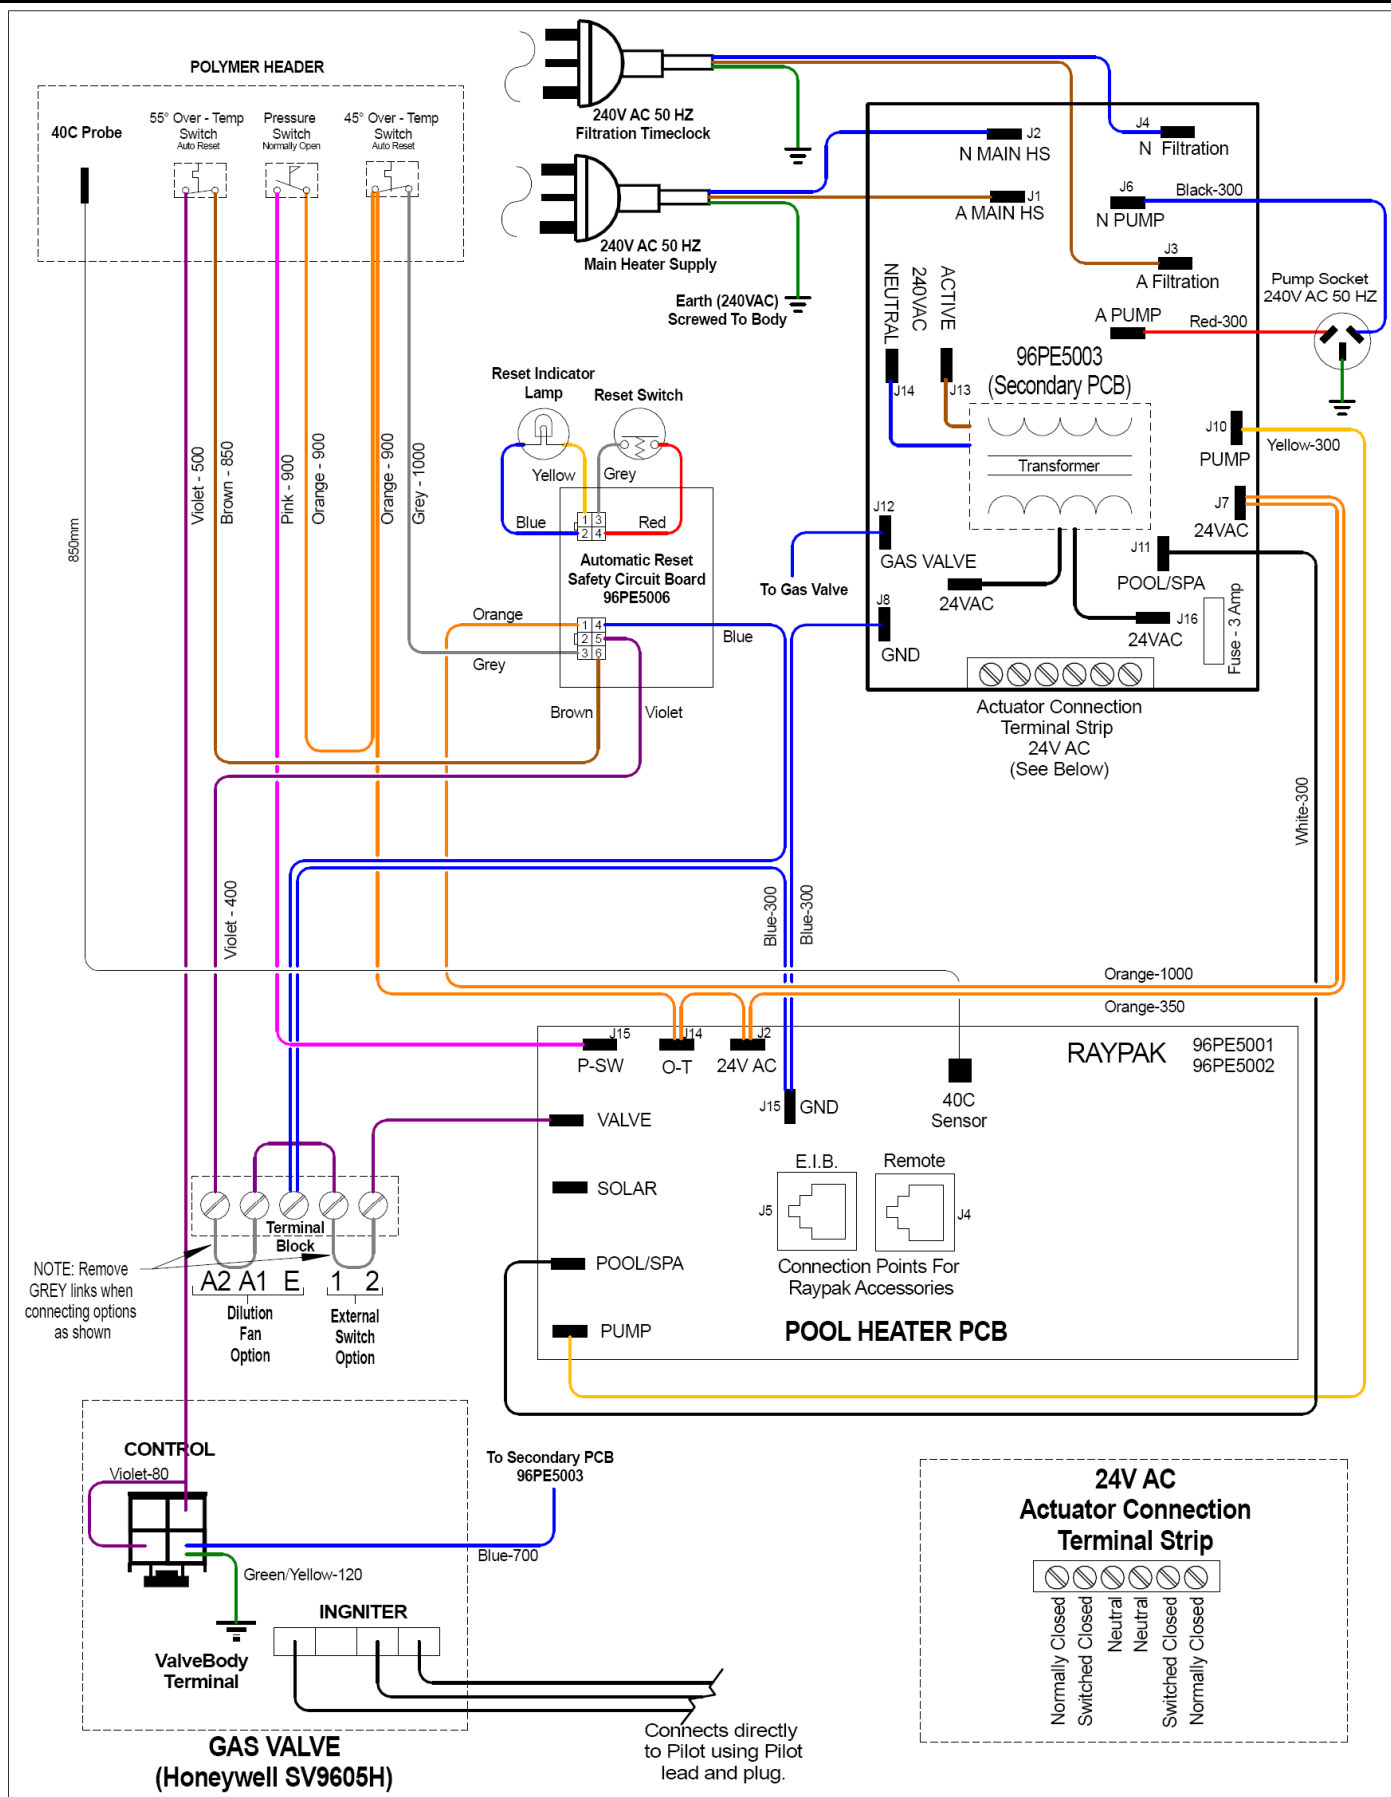 POLYMER HEADER
40C Probe
55° Over - Temp
Switch
Auto Reset
Pressure
Switch
Normally Open
45° Over - Temp
Switch
Auto Reset
240V AC 50 HZ
Filtration Timeclock
240V AC 50 HZ
Main Heater Supply
Earth (240VAC)
Screwed To Body
J2
N MAIN HS
J1
A MAIN HS
J4
N Filtration
J6
N PUMP
Black-300
J3
A Filtration
A PUMP
Red-300
Pump Socket
240V AC 50 HZ
NEUTRAL
240VAC
ACTIVE
J14
J13
96PE5003
(Secondary PCB)
Transformer
J10
PUMP
Yellow-300
J7
24VAC
J12
GAS VALVE
24VAC
J11
POOL/SPA
J16
24VAC
Fuse - 3 Amp
J8
GND
To Gas Valve
Actuator Connection
Terminal Strip
24V AC
(See Below)
Reset Indicator
Lamp
Reset Switch
Yellow
Grey
Blue
1 3
2 4
Red
Automatic Reset
Safety Circuit Board
96PE5006
Orange
1 4
2 5
3 6
Blue
Grey
Brown
Violet
850mm
Violet - 500
Brown - 850
Pink - 900
Orange - 900
Orange - 900
Grey - 1000
Violet - 400
Blue-300
Blue-300
White-300
Orange-1000
Orange-350
J15
P-SW
J14
O-T
J2
24V AC
RAYPAK
96PE5001
96PE5002
J15
GND
40C
Sensor
VALVE
SOLAR
POOL/SPA
PUMP
E.I.B.
Remote
J5
J4
Connection Points For
Raypak Accessories
POOL HEATER PCB
Terminal
Block
NOTE: Remove
GREY links when
connecting options
as shown
A2 A1 E 1 2
Dilution
Fan
Option
External
Switch
Option
CONTROL
Violet-80
To Secondary PCB
96PE5003
Blue-700
Green/Yellow-120
INGNITER
ValveBody
Terminal
GAS VALVE
(Honeywell SV9605H)
Connects directly
to Pilot using Pilot
lead and plug.
24V AC
Actuator Connection
Terminal Strip
Normally Closed
Switched Closed
Neutral
Neutral
Switched Closed
Normally Closed